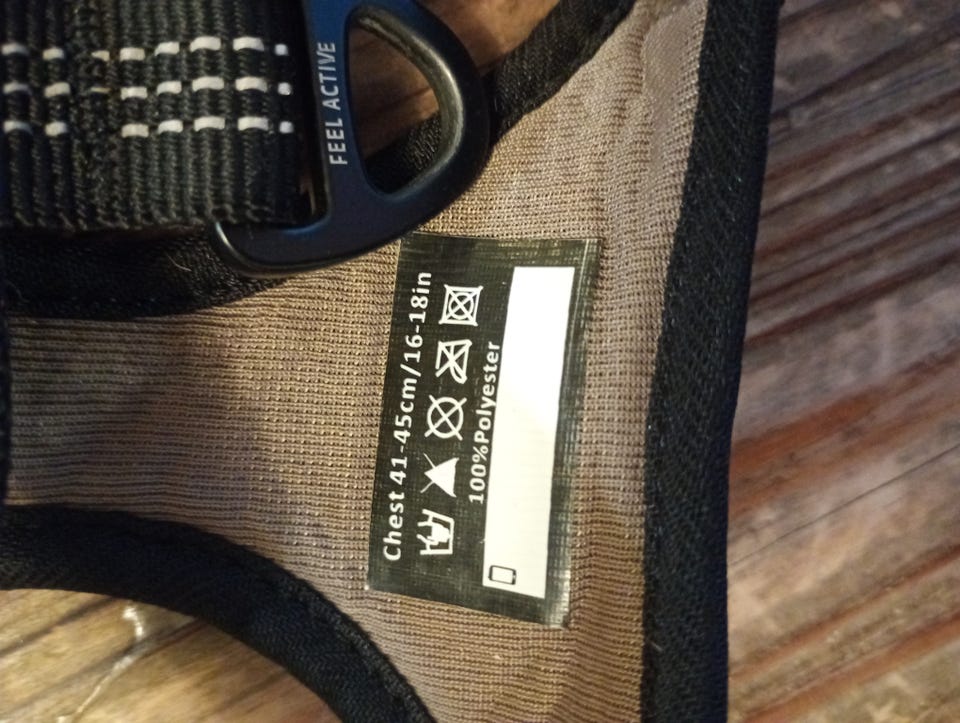 FEEL ACTIVE
Chest 41-45cm/16-18in
100%Polyester